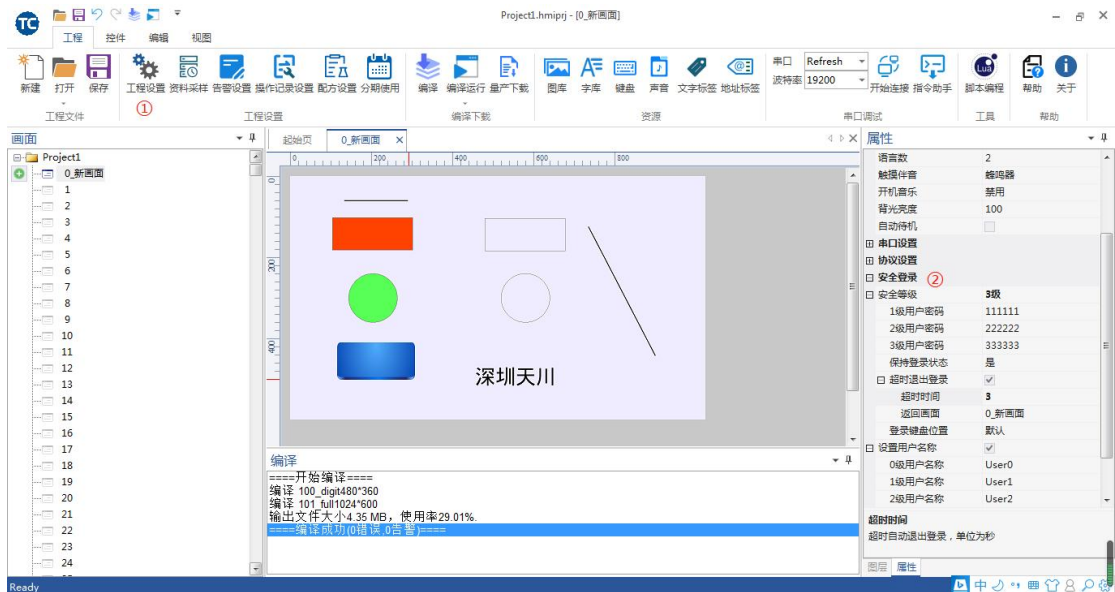 TC
Project1.hmiprj - [0_新画面]
工程 控件 编辑 视图
新建 打开 保存 工程设置 资料采样 告警设置 操作记录设置 配方设置 分期使用 编译 编译运行 量产下载 图库 字库 键盘 声音 文字标签 地址标签 开始连接 指令助手 脚本编程 帮助 关于
串口 Refresh
波特率 19200
Lua
①
工程文件 工程设置 编译下载 资源 串口调试 工具 帮助
画面
Project1
0_新画面
1
2
3
4
5
6
7
8
9
10
11
12
13
14
15
16
17
18
19
20
21
22
23
24
起始页 0_新画面
0 200 400 600 800
0
200
400
深圳天川
编译
====开始编译====
编译 100_digit480*360
编译 101_full1024*600
输出文件大小4.35 MB，使用率29.01%.
====编译成功(0错误,0告警)====
属性
语言数 2
触摸伴音 蜂鸣器
开机音乐 禁用
背光亮度 100
自动待机
串口设置
协议设置
安全登录 ②
安全等级 3级
1级用户密码 111111
2级用户密码 222222
3级用户密码 333333
保持登录状态 是
超时退出登录
超时时间 3
返回画面 0_新画面
登录键盘位置 默认
设置用户名称
0级用户名称 User0
1级用户名称 User1
2级用户名称 User2
超时时间
超时自动退出登录，单位为秒
图层 属性
Ready
中